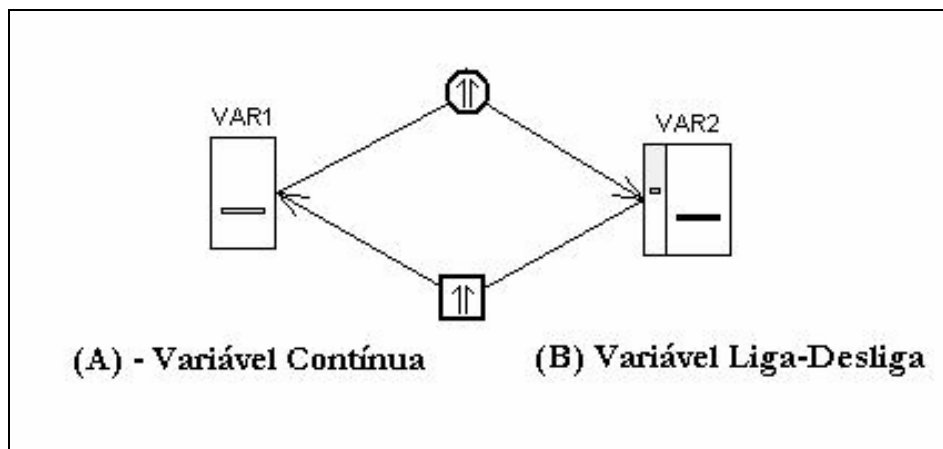 VAR1
VAR2
(A) - Variável Contínua
(B) Variável Liga-Desliga